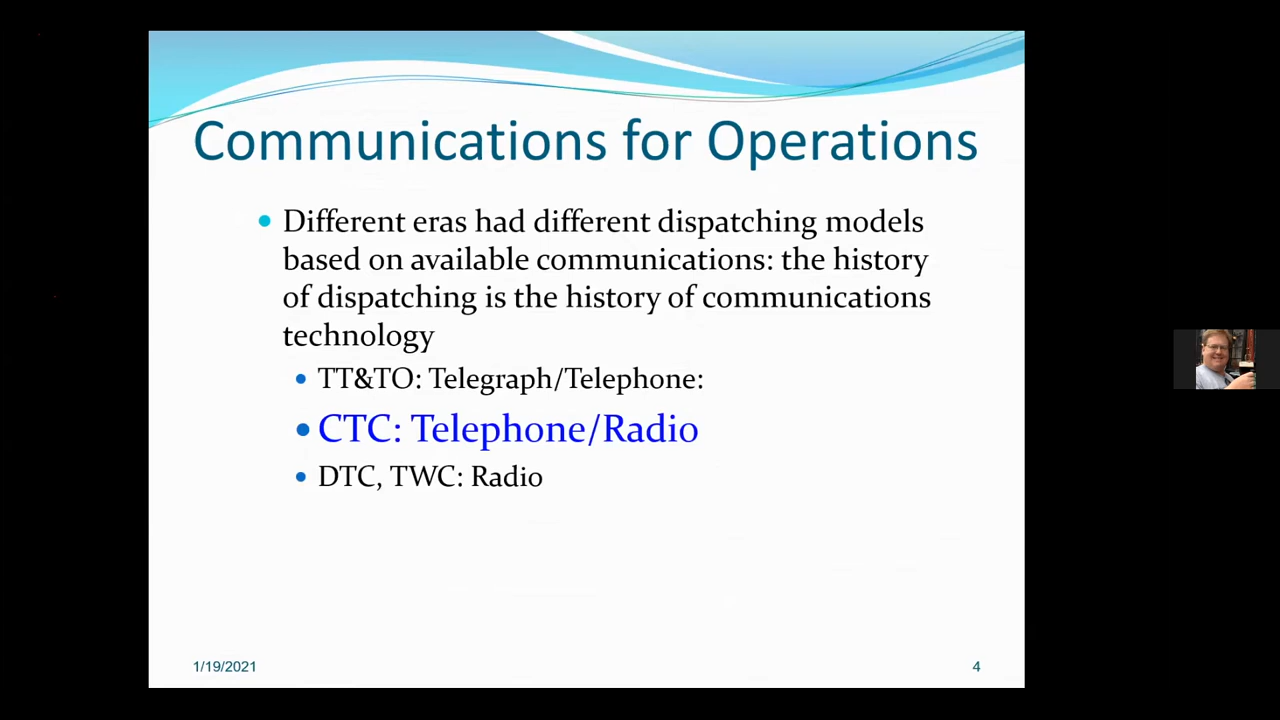 Communications for Operations
Different eras had different dispatching models
based on available communications: the history
of dispatching is the history of communications
technology
TT&TO: Telegraph/Telephone:
CTC: Telephone/Radio
DTC, TWC: Radio
1/19/2021
4